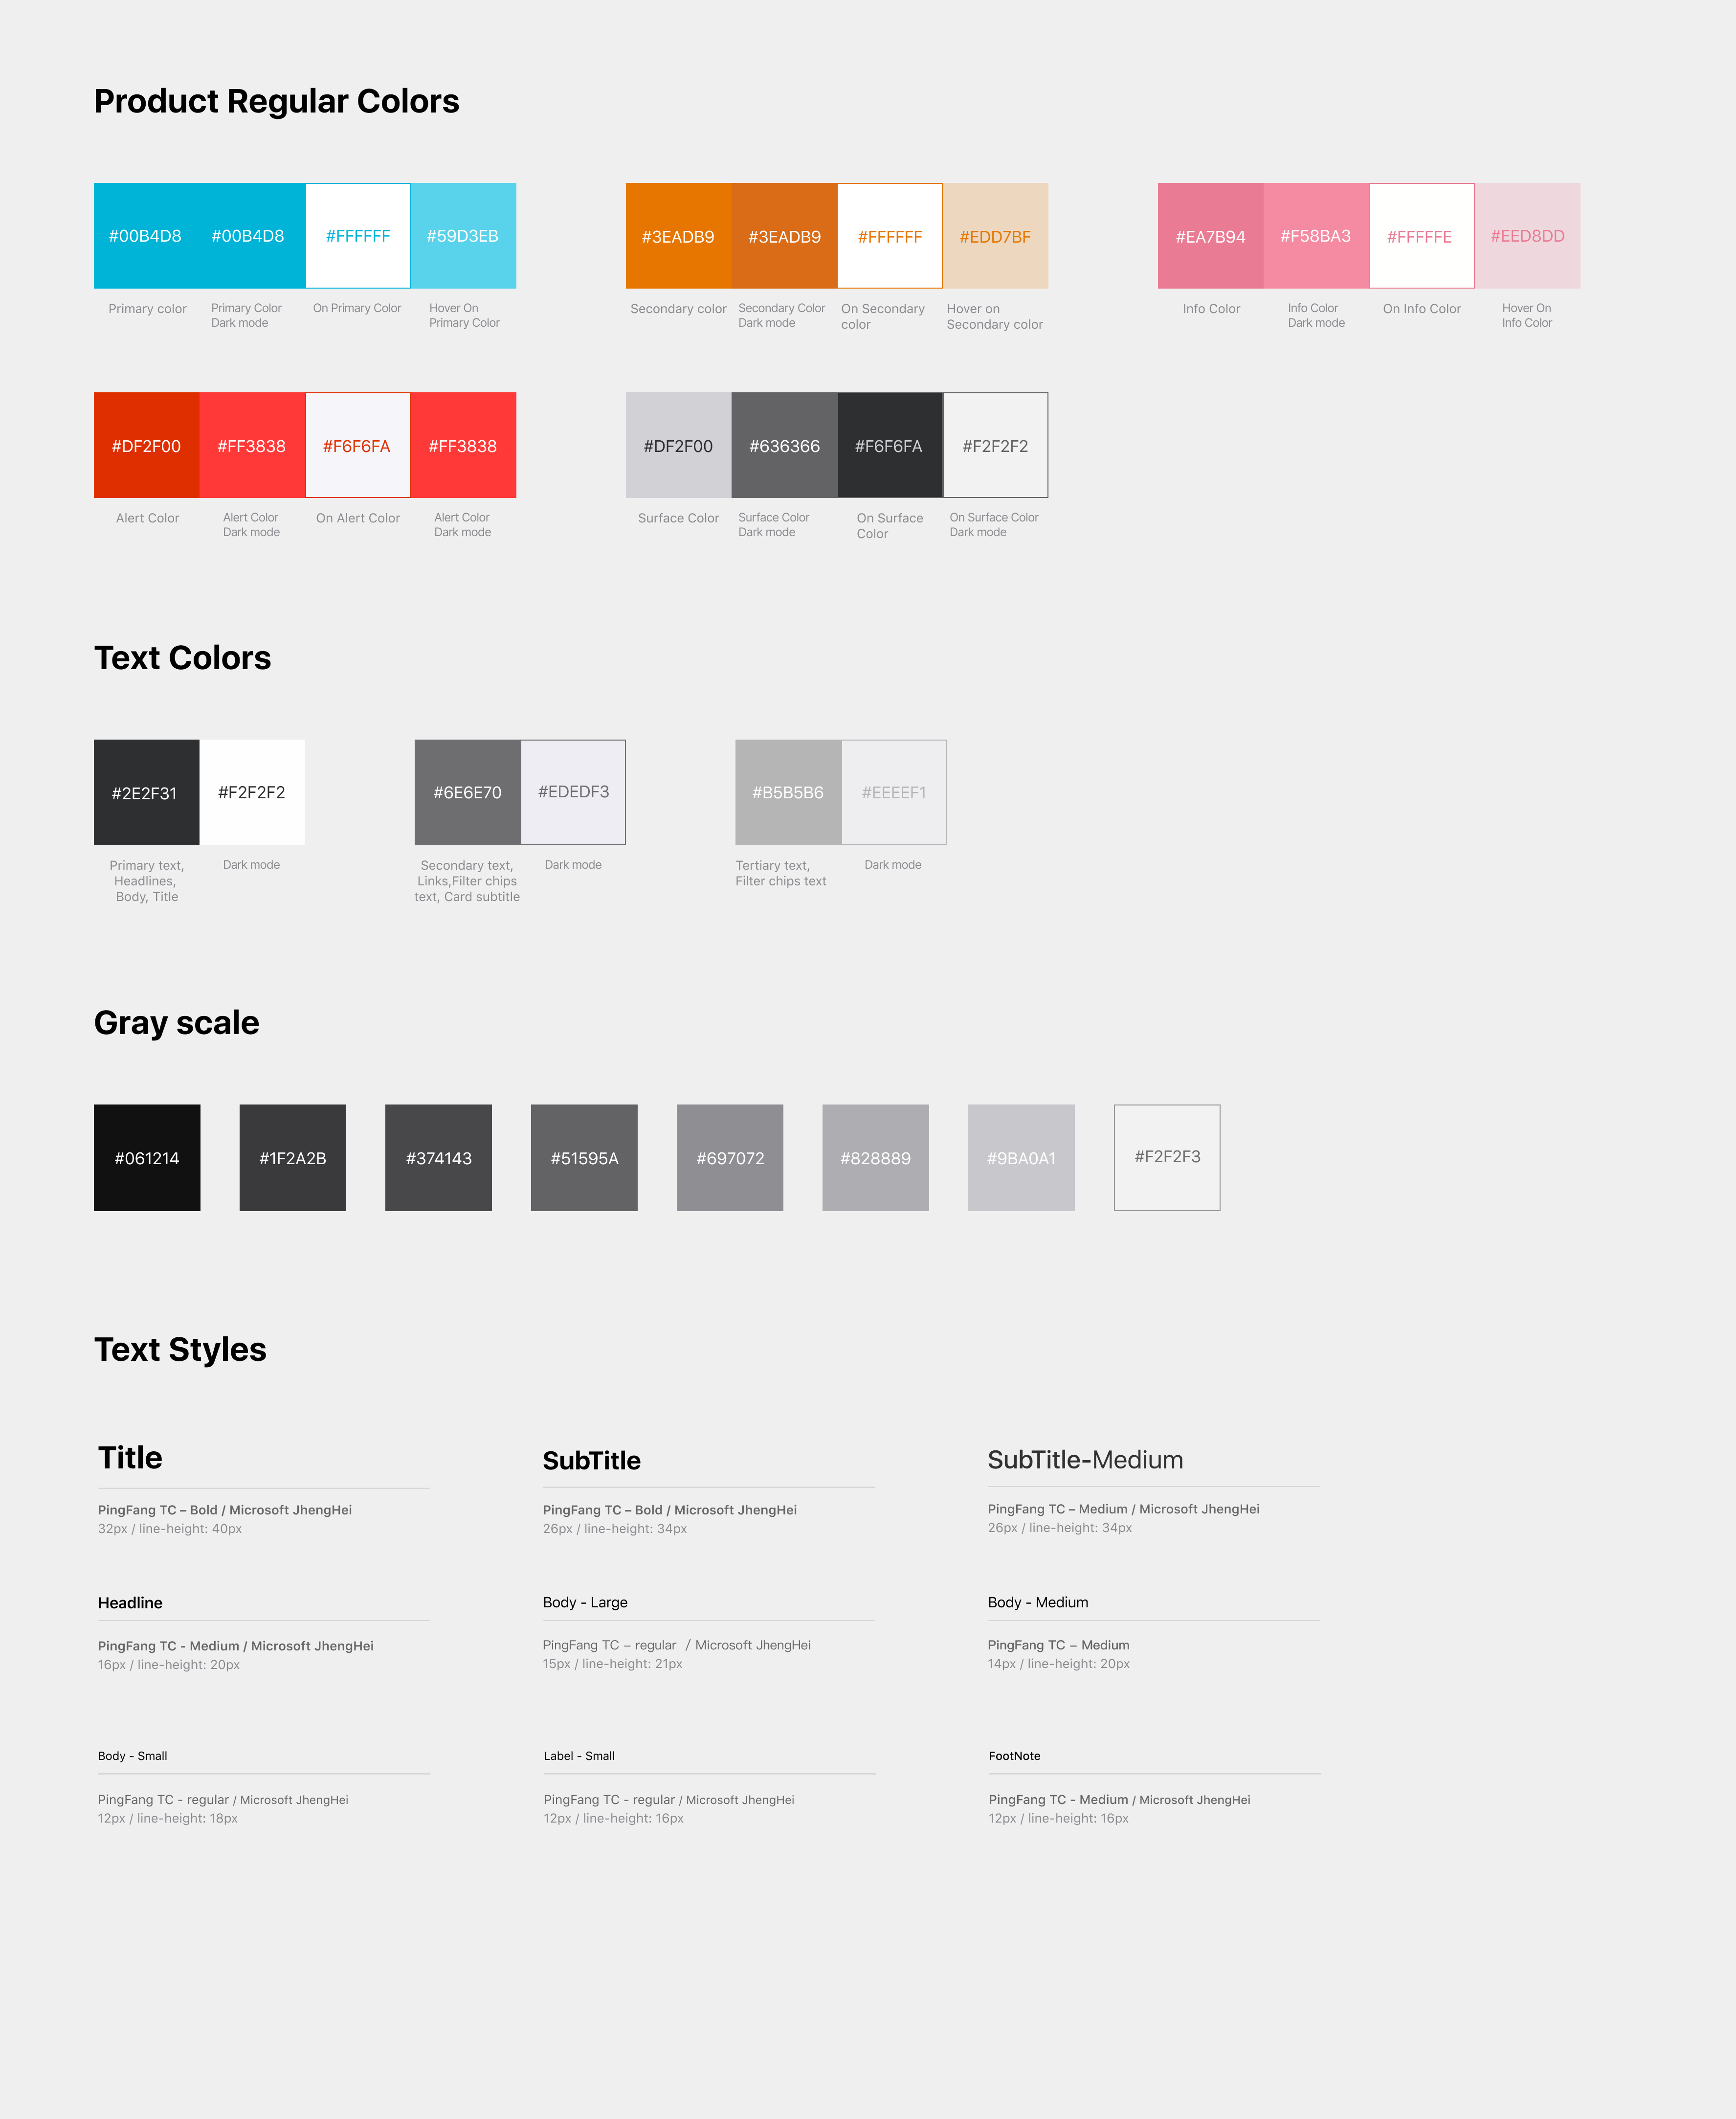 Product Regular Colors
#00B4D8 #00B4D8 #FFFFFF #59D3EB
Primary color
Primary Color
Dark mode
On Primary Color
Hover On
Primary Color
#3EADB9 #3EADB9 #FFFFFF #EDD7BF
Secondary color
Secondary Color
Dark mode
On Secondary
color
Hover on
Secondary color
#EA7B94 #F58BA3 #FFFFFE #EED8DD
Info Color
Info Color
Dark mode
On Info Color
Hover On
Info Color
#DF2F00 #FF3838 #F6F6FA #FF3838
Alert Color
Alert Color
Dark mode
On Alert Color
Alert Color
Dark mode
#DF2F00 #636366 #F6F6FA #F2F2F2
Surface Color
Surface Color
Dark mode
On Surface
Color
On Surface Color
Dark mode
Text Colors
#2E2F31 #F2F2F2
Primary text,
Headlines,
Body, Title
Dark mode
#6E6E70 #EDEDF3
Secondary text,
Links,Filter chips
text, Card subtitle
Dark mode
#B5B5B6 #EEEEF1
Tertiary text,
Filter chips text
Dark mode
Gray scale
#061214 #1F2A2B #374143 #51595A #697072 #828889 #9BA0A1 #F2F2F3
Text Styles
Title
PingFang TC – Bold / Microsoft JhengHei
32px / line-height: 40px
SubTitle
PingFang TC – Bold / Microsoft JhengHei
26px / line-height: 34px
SubTitle-Medium
PingFang TC – Medium / Microsoft JhengHei
26px / line-height: 34px
Headline
PingFang TC - Medium / Microsoft JhengHei
16px / line-height: 20px
Body - Large
PingFang TC – regular / Microsoft JhengHei
15px / line-height: 21px
Body - Medium
PingFang TC – Medium
14px / line-height: 20px
Body - Small
PingFang TC - regular / Microsoft JhengHei
12px / line-height: 18px
Label - Small
PingFang TC - regular / Microsoft JhengHei
12px / line-height: 16px
FootNote
PingFang TC - Medium / Microsoft JhengHei
12px / line-height: 16px